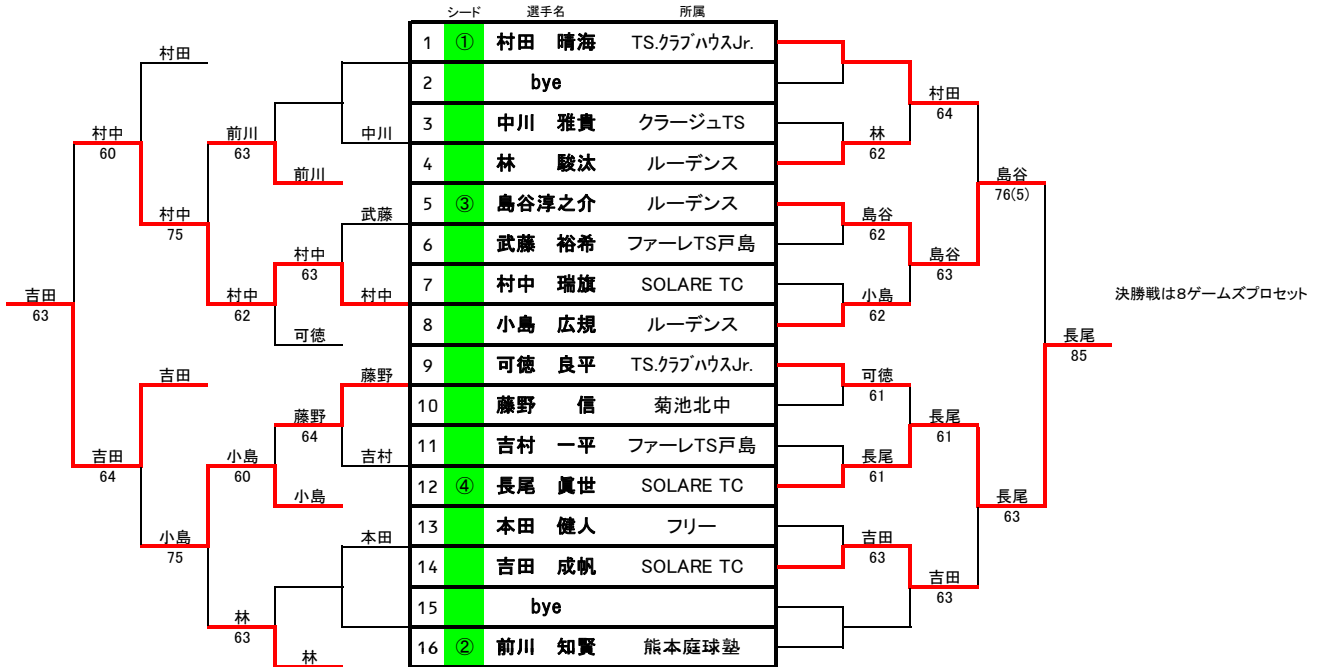 シード 選手名 所属
1 ① 村田 晴海 TS.クラブハウスJr.
村田
2 bye
村田
64
3 中川 雅貴 クラージュTS
村中
60
前川
63
中川
林
62
4 林 駿汰 ルーデンス
前川
島谷
76(5)
5 ③ 島谷淳之介 ルーデンス
村中
75
武藤
島谷
62
6 武藤 裕希 ファーレTS戸島
村中
63
島谷
63
7 村中 瑞旗 SOLARE TC
吉田
63
村中
62
村中
小島
62
決勝戦は8ゲームズプロセット
8 小島 広規 ルーデンス
可徳
長尾
85
9 可徳 良平 TS.クラブハウスJr.
吉田
藤野
可徳
61
10 藤野 信 菊池北中
藤野
64
長尾
61
11 吉村 一平 ファーレTS戸島
吉田
64
小島
60
吉村
長尾
61
12 ④ 長尾 眞世 SOLARE TC
小島
長尾
63
13 本田 健人 フリー
小島
75
本田
吉田
63
14 吉田 成帆 SOLARE TC
吉田
63
15 bye
林
63
16 ② 前川 知賢 熊本庭球塾
林